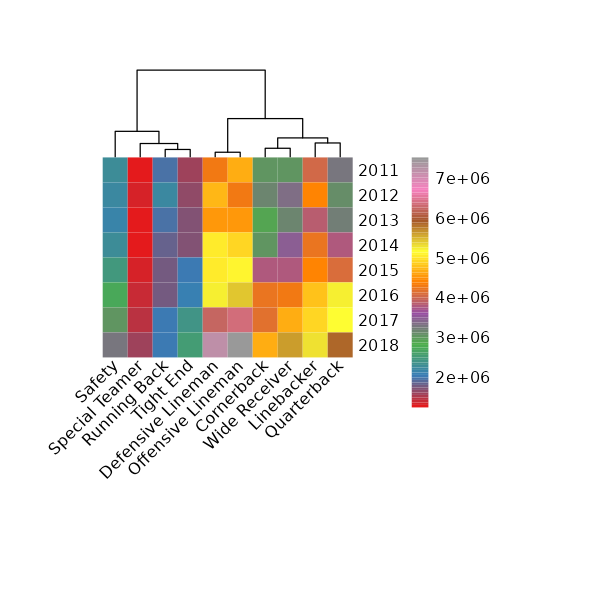 2011
2012
2013
2014
2015
2016
2017
2018
Safety
Special Teamer
Running Back
Tight End
Defensive Lineman
Offensive Lineman
Cornerback
Wide Receiver
Linebacker
Quarterback
7e+06
6e+06
5e+06
4e+06
3e+06
2e+06